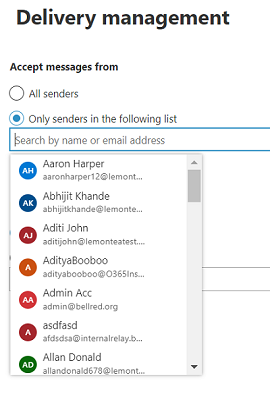 Delivery management
Accept messages from
All senders
Only senders in the following list
Search by name or email address
AH Aaron Harper
aaronharper12@lemont...
AK Abhijit Khande
abhijitkhande@lemonte...
AJ Aditi John
aditijohn@lemonteatest....
A AdityaBooboo
adityabooboo@O365Ins...
AA Admin Acc
admin@bellred.org
A asdfasd
afdsdsa@internalrelay.b...
AD Allan Donald
allandonald678@lemont...